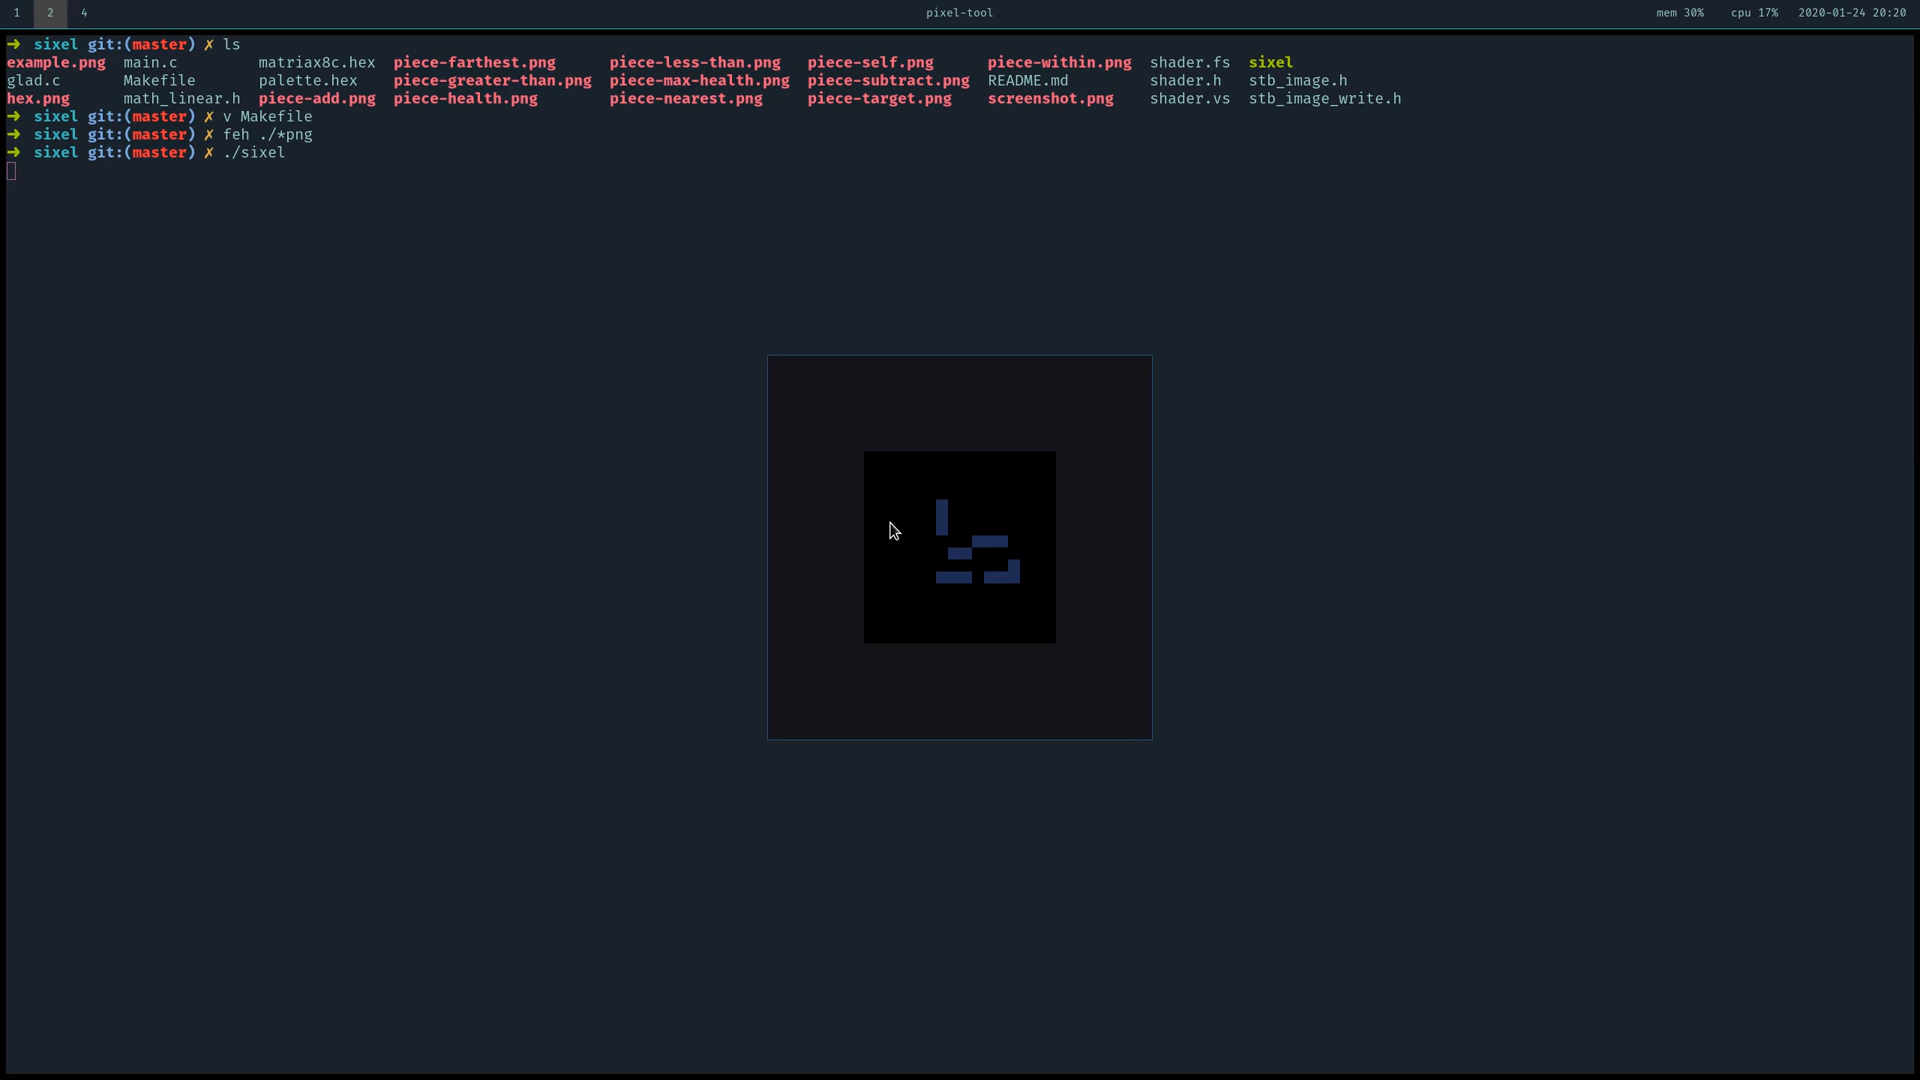 1 2 4 pixel-tool mem 30% cpu 17% 2020-01-24 20:20
➜ sixel git:(master) ✗ ls
example.png main.c matriax8c.hex piece-farthest.png piece-less-than.png piece-self.png piece-within.png shader.fs sixel
glad.c Makefile palette.hex piece-greater-than.png piece-max-health.png piece-subtract.png README.md shader.h stb_image.h
hex.png math_linear.h piece-add.png piece-health.png piece-nearest.png piece-target.png screenshot.png shader.vs stb_image_write.h
➜ sixel git:(master) ✗ v Makefile
➜ sixel git:(master) ✗ feh ./*png
➜ sixel git:(master) ✗ ./sixel